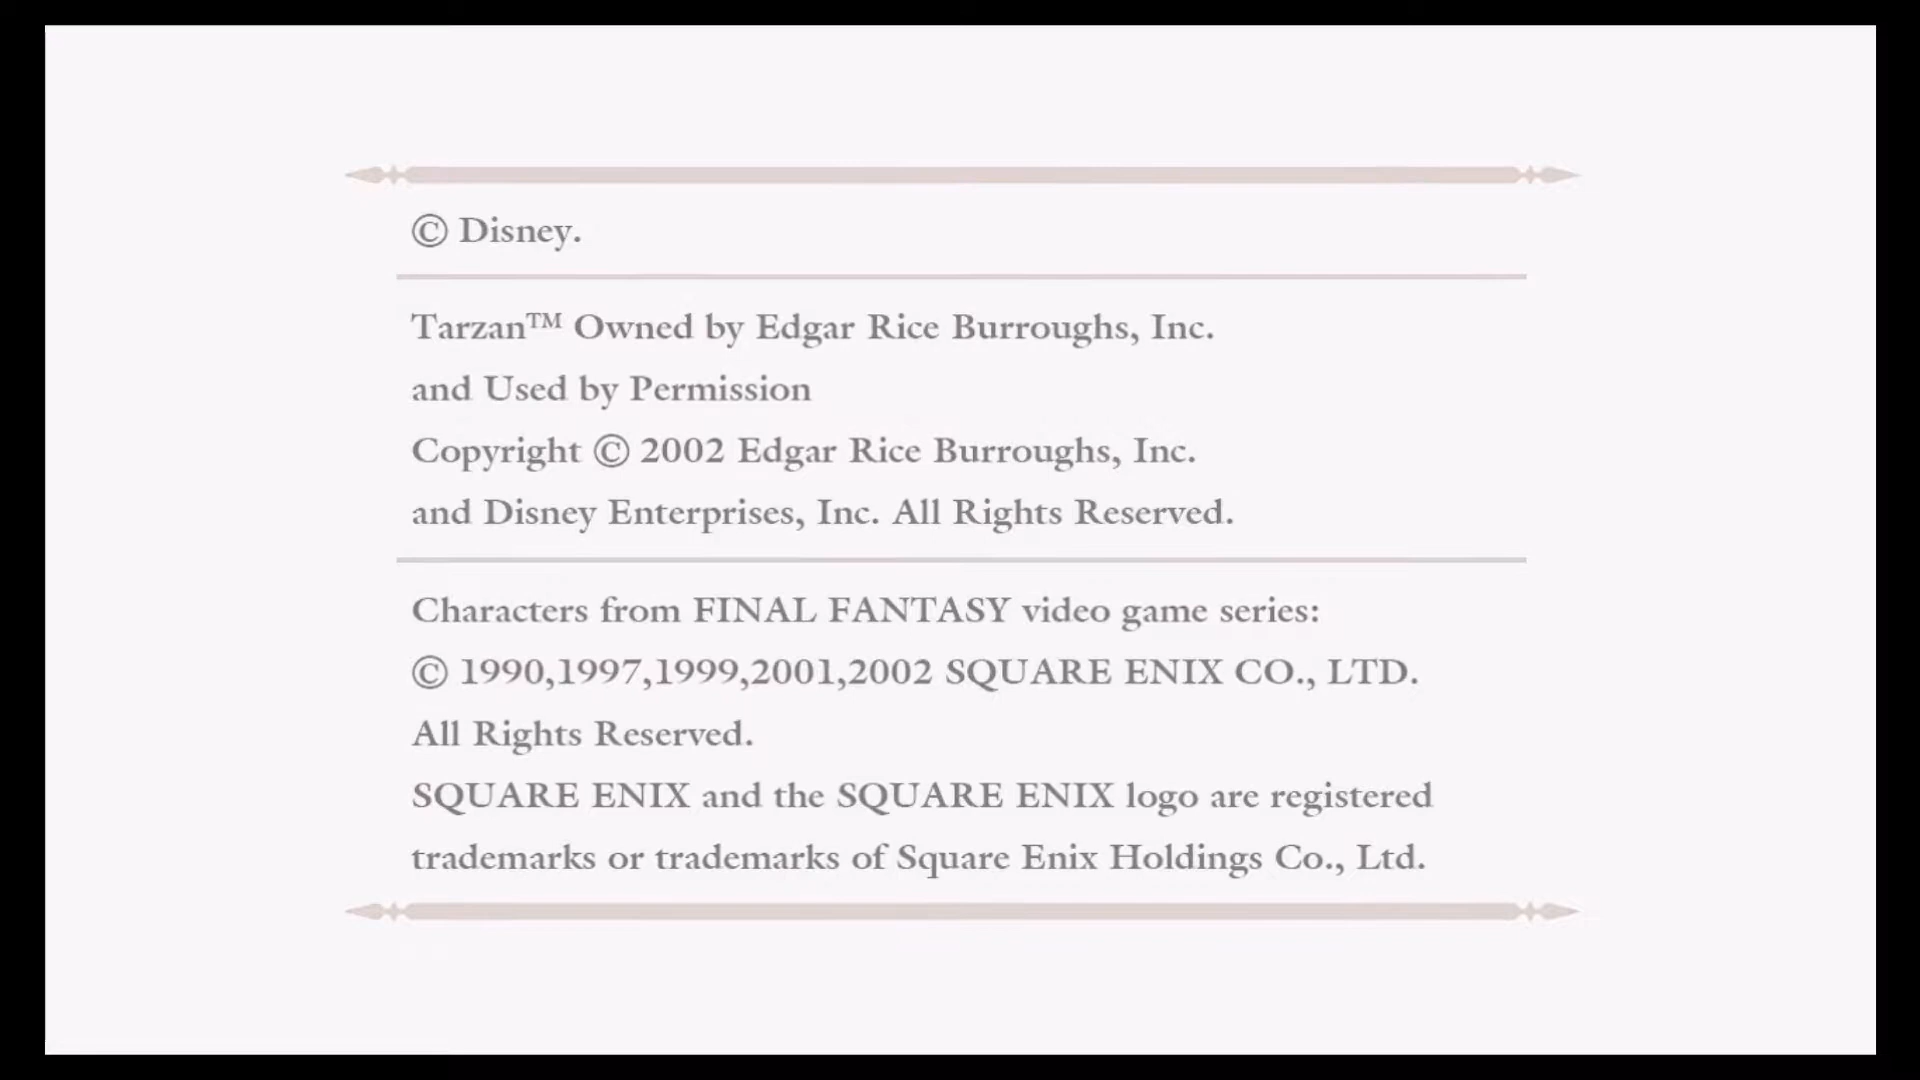 © Disney.
Tarzan™ Owned by Edgar Rice Burroughs, Inc.
and Used by Permission
Copyright © 2002 Edgar Rice Burroughs, Inc.
and Disney Enterprises, Inc. All Rights Reserved.
Characters from FINAL FANTASY video game series:
© 1990,1997,1999,2001,2002 SQUARE ENIX CO., LTD.
All Rights Reserved.
SQUARE ENIX and the SQUARE ENIX logo are registered
trademarks or trademarks of Square Enix Holdings Co., Ltd.